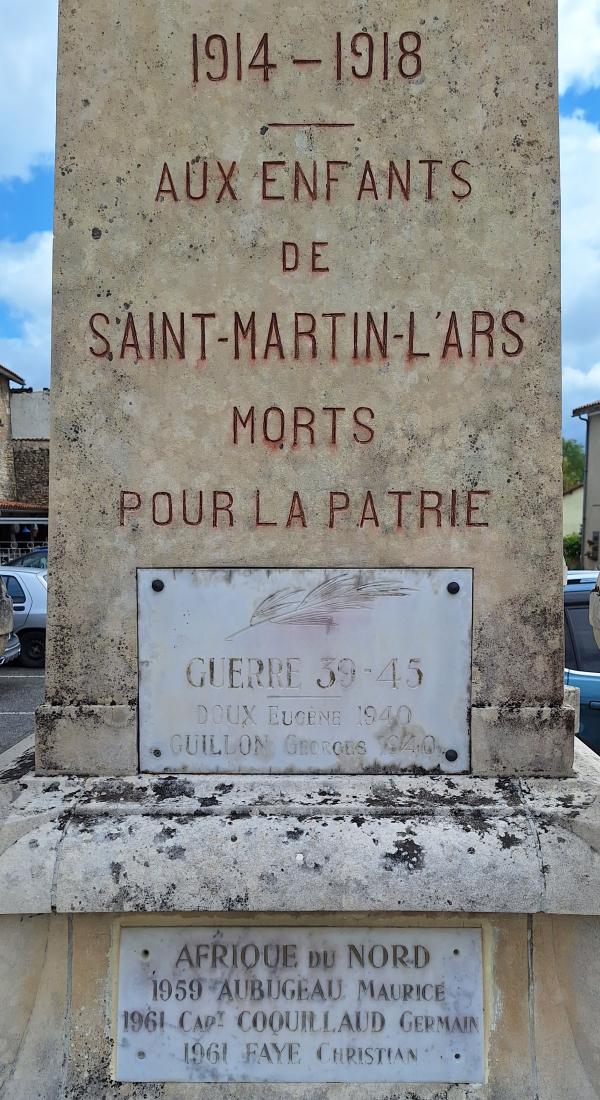 1914 - 1918
AUX ENFANTS
DE
SAINT-MARTIN-L'ARS
MORTS
POUR LA PATRIE
GUERRE 39-45
DOUX EUGÈNE 1940
GUILLON GEORGES 1940
AFRIQUE DU NORD
1959 AUBUGEAU MAURICE
1961 CAPT COQUILLAUD GERMAIN
1961 FAYE CHRISTIAN